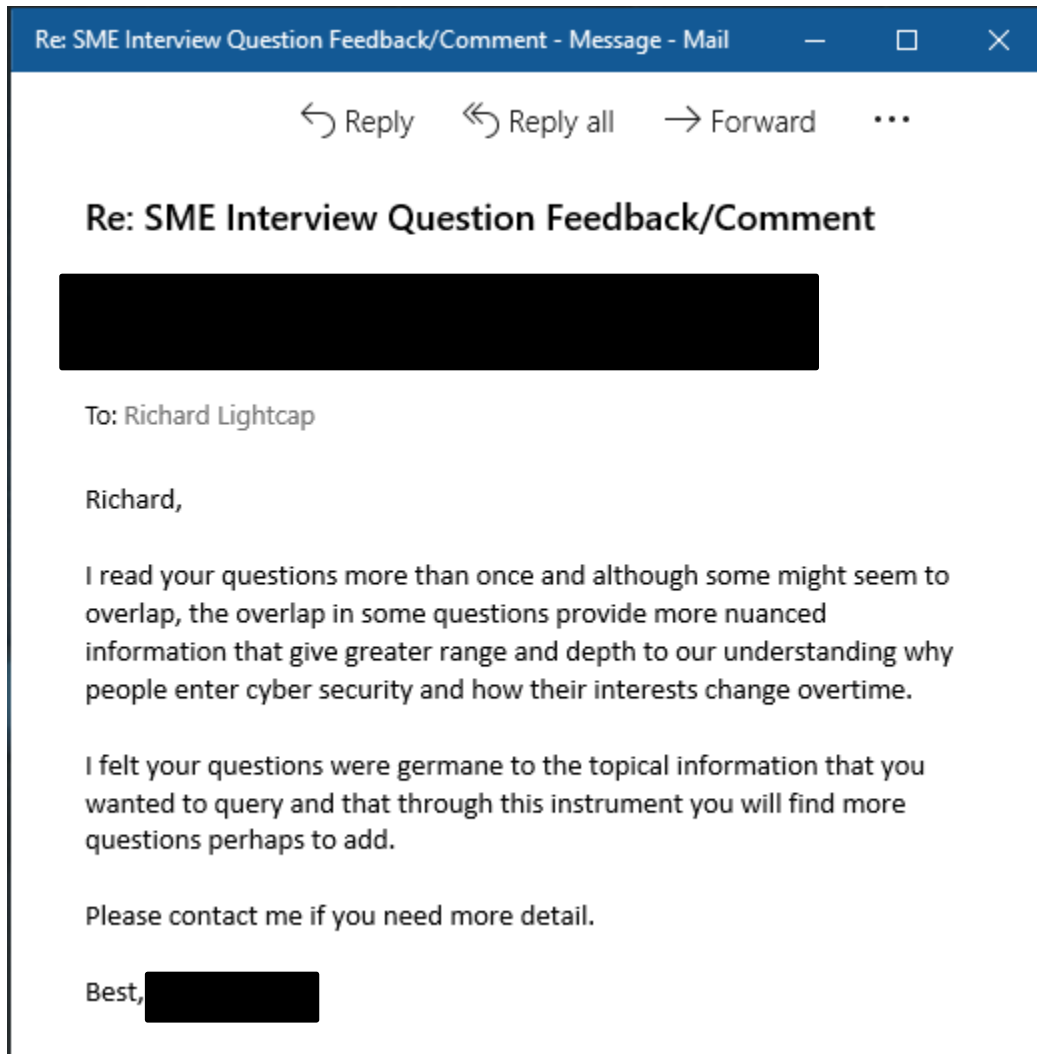 Re: SME Interview Question Feedback/Comment - Message - Mail
Reply Reply all Forward
Re: SME Interview Question Feedback/Comment
To: Richard Lightcap
Richard,
I read your questions more than once and although some might seem to
overlap, the overlap in some questions provide more nuanced
information that give greater range and depth to our understanding why
people enter cyber security and how their interests change overtime.
I felt your questions were germane to the topical information that you
wanted to query and that through this instrument you will find more
questions perhaps to add.
Please contact me if you need more detail.
Best,